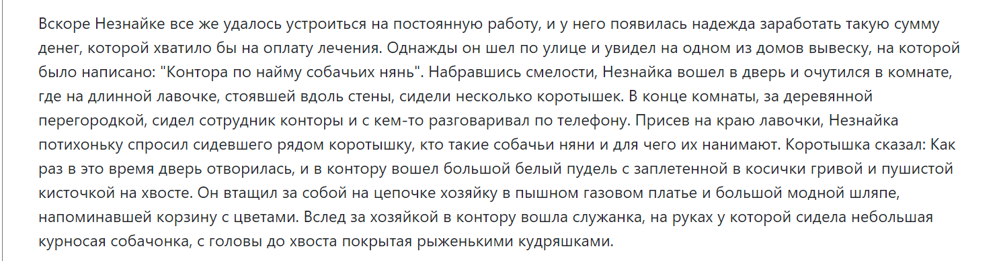 Вскоре Незнайке все же удалось устроиться на постоянную работу, и у него появилась надежда заработать такую сумму
денег, которой хватило бы на оплату лечения. Однажды он шел по улице и увидел на одном из домов вывеску, на которой
было написано: "Контора по найму собачьих нянь". Набравшись смелости, Незнайка вошел в дверь и очутился в комнате,
где на длинной лавочке, стоявшей вдоль стены, сидели несколько коротышек. В конце комнаты, за деревянной
перегородкой, сидел сотрудник конторы и с кем-то разговаривал по телефону. Присев на краю лавочки, Незнайка
потихоньку спросил сидевшего рядом коротышку, кто такие собачьи няни и для чего их нанимают. Коротышка сказал: Как
раз в это время дверь отворилась, и в контору вошел большой белый пудель с заплетенной в косички гривой и пушистой
кисточкой на хвосте. Он втащил за собой на цепочке хозяйку в пышном газовом платье и большой модной шляпе,
напоминавшей корзину с цветами. Вслед за хозяйкой в контору вошла служанка, на руках у которой сидела небольшая
курносая собачонка, с головы до хвоста покрытая рыженькими кудряшками.